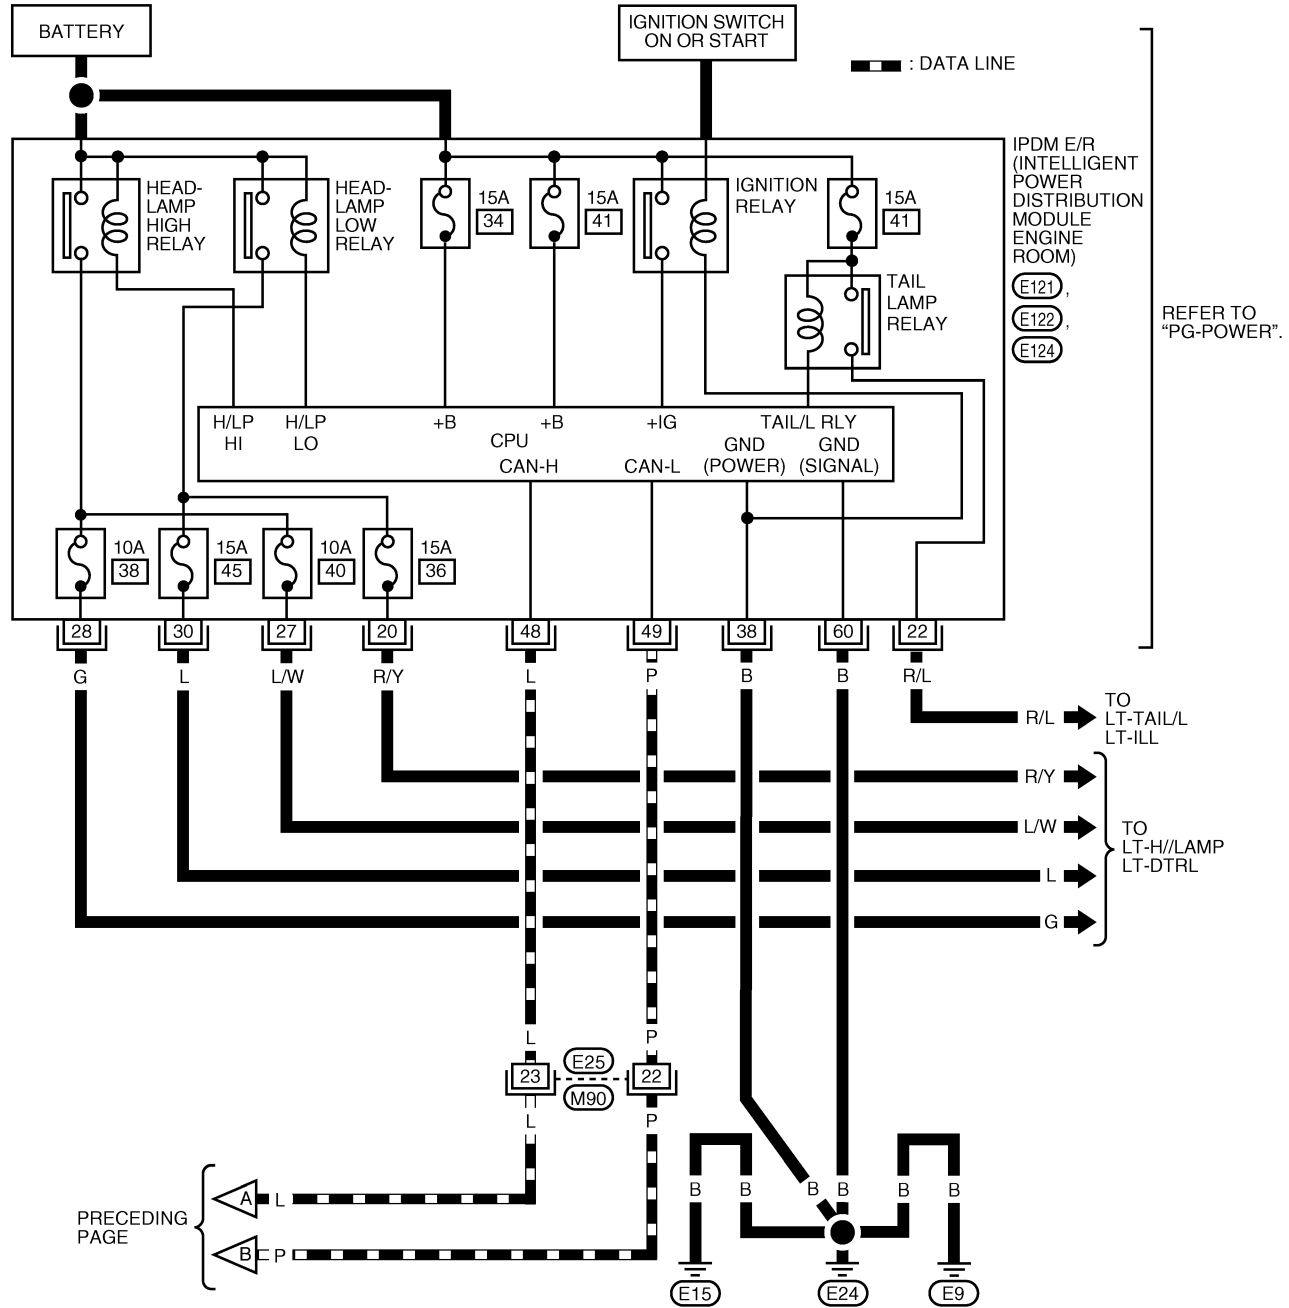 BATTERY
IGNITION SWITCH
ON OR START
: DATA LINE
IPDM E/R
(INTELLIGENT
POWER
DISTRIBUTION
MODULE
ENGINE
ROOM)
E121 ,
E122 ,
E124
REFER TO
“PG-POWER”.
HEAD-
LAMP
HIGH
RELAY
HEAD-
LAMP
LOW
RELAY
15A
34
15A
41
IGNITION
RELAY
15A
41
TAIL
LAMP
RELAY
H/LP
HI
H/LP
LO
+B
+B
+IG
TAIL/L RLY
CPU
GND
(POWER)
GND
(SIGNAL)
CAN-H
CAN-L
10A
38
15A
45
10A
40
15A
36
28 30 27 20 48 49 38 60 22
G L L/W R/Y L P B B R/L
R/L
TO
LT-TAIL/L
LT-ILL
R/Y
L/W
L
G
TO
LT-H//LAMP
LT-DTRL
L P
23 E25 22
M90
L P
PRECEDING
PAGE
A L
B P
B B B B B B
E15 E24 E9